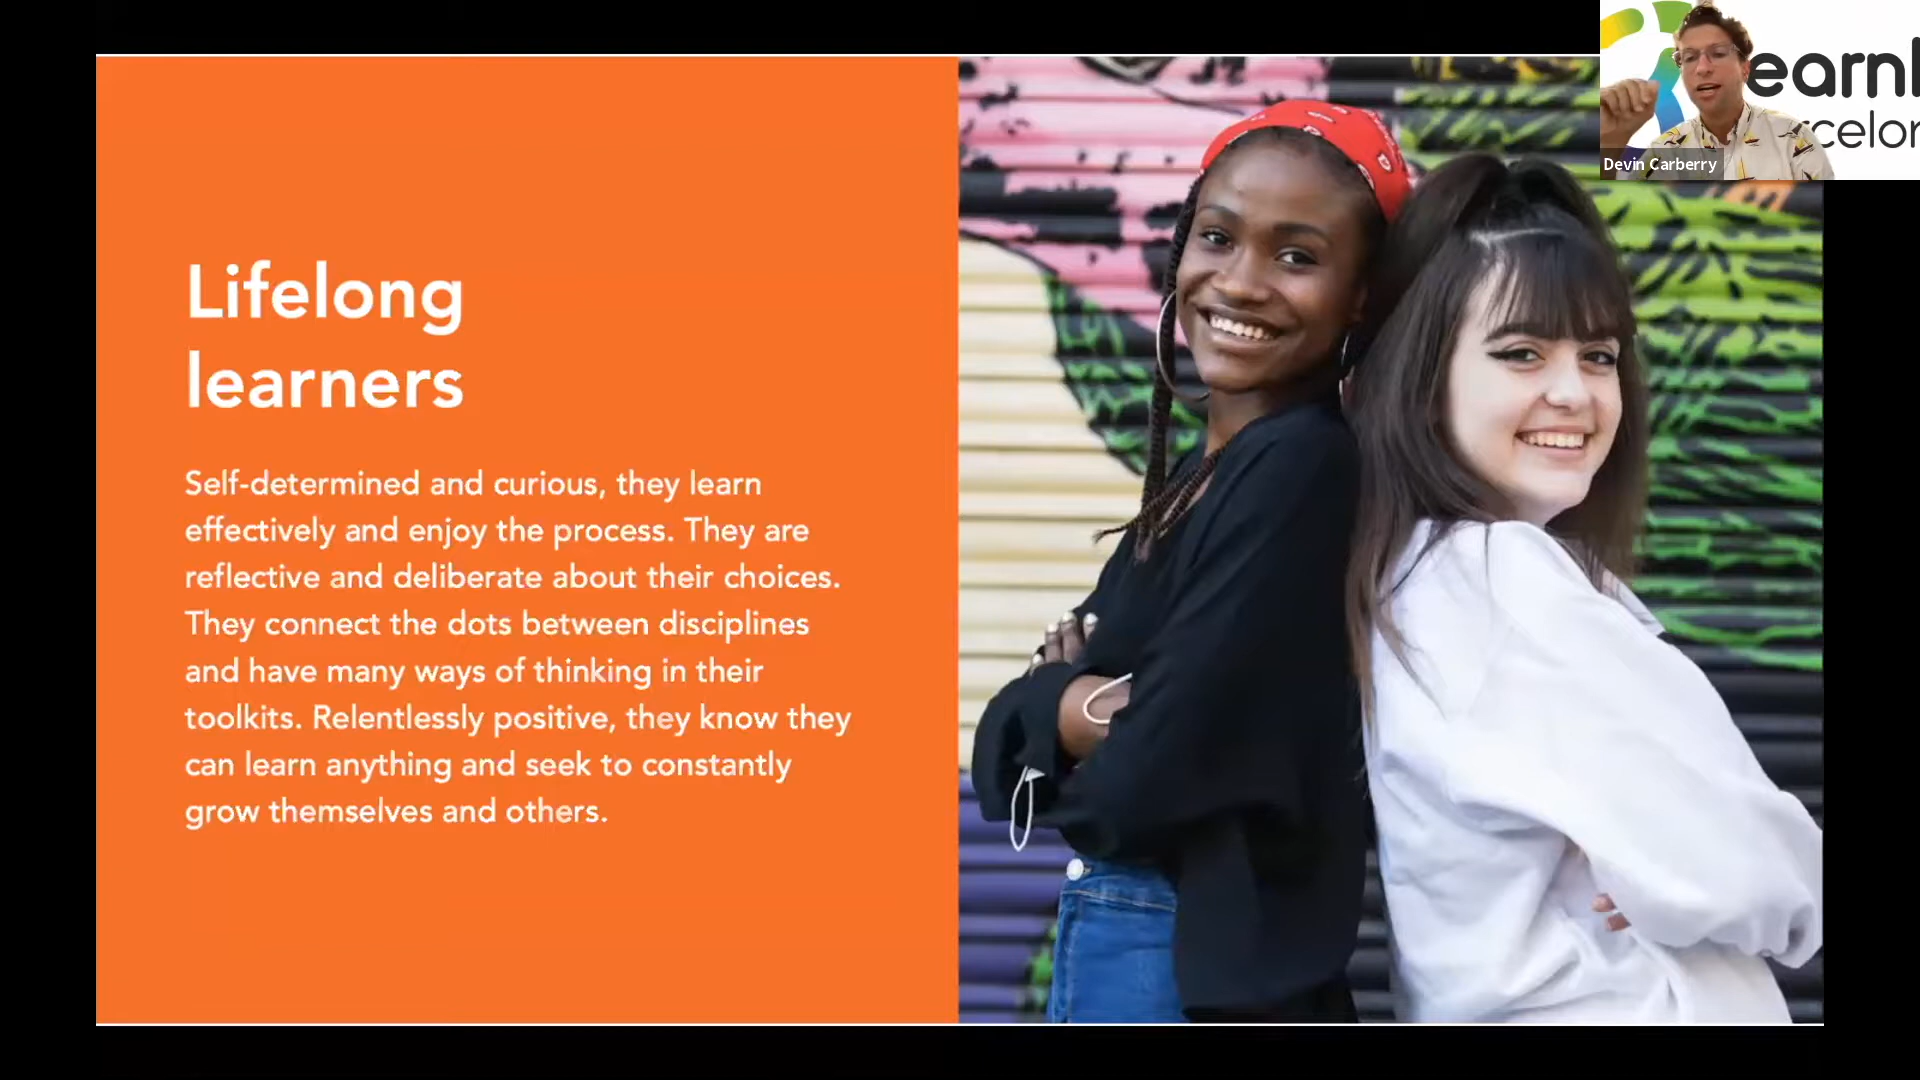 Lifelong
learners
Self-determined and curious, they learn
effectively and enjoy the process. They are
reflective and deliberate about their choices.
They connect the dots between disciplines
and have many ways of thinking in their
toolkits. Relentlessly positive, they know they
can learn anything and seek to constantly
grow themselves and others.
earnl
celor
Devin Carberry